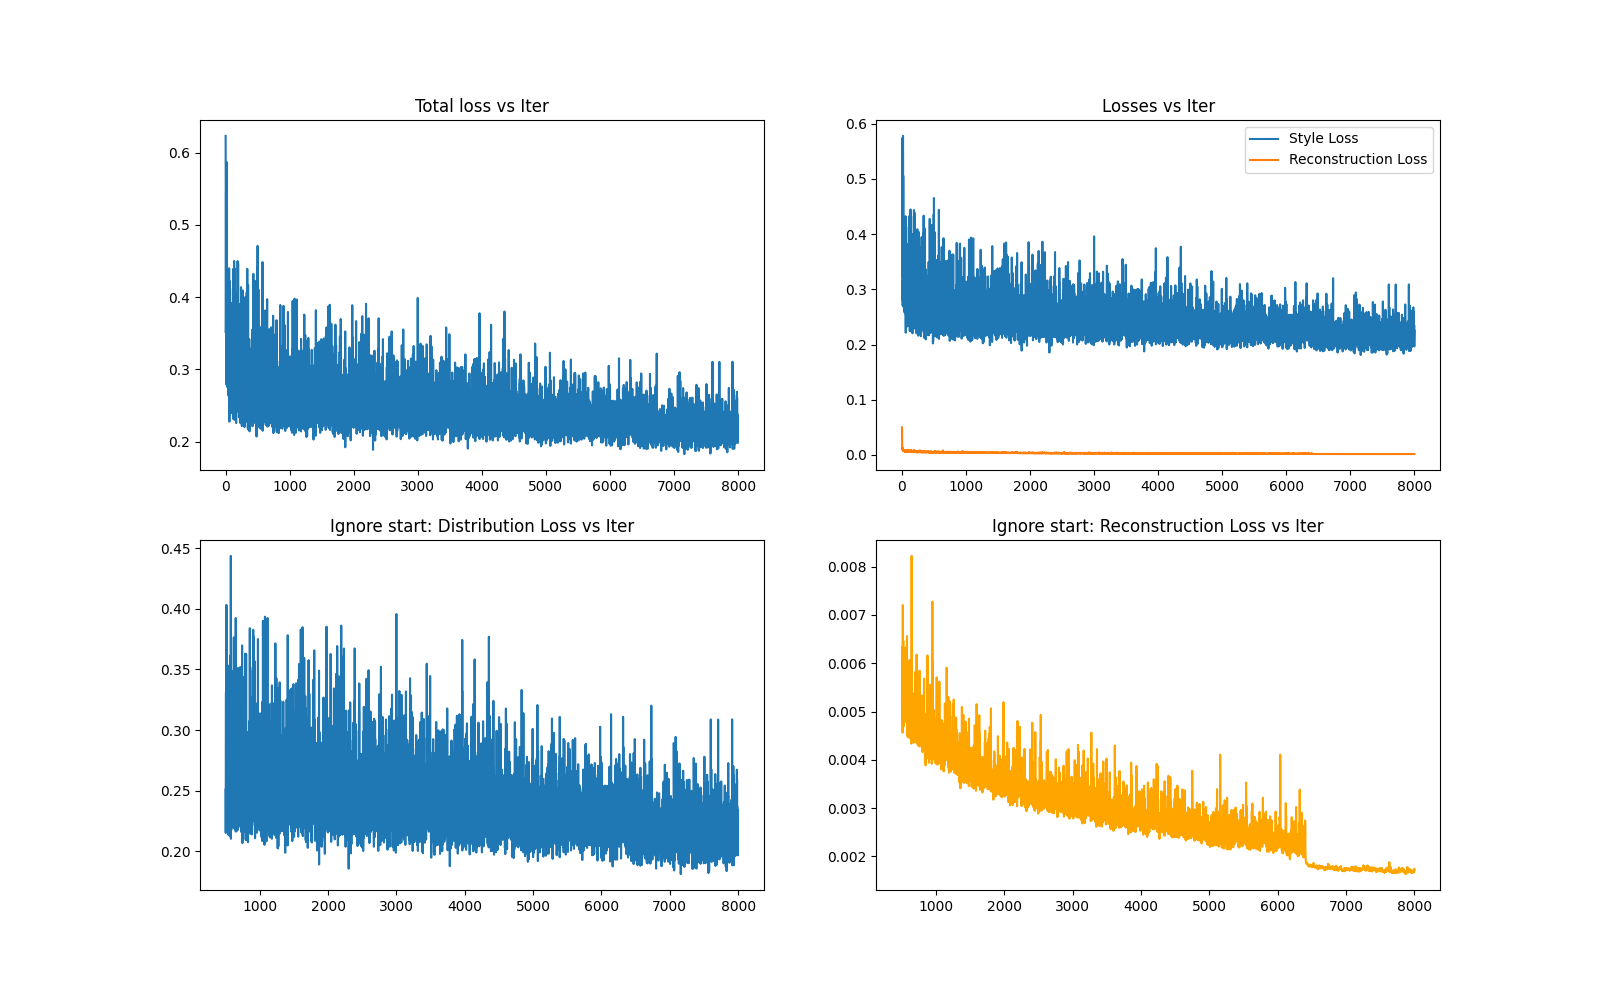 Total loss vs Iter
0.6
0.5
0.4
0.3
0.2
0 1000 2000 3000 4000 5000 6000 7000 8000
Losses vs Iter
Style Loss
Reconstruction Loss
0.6
0.5
0.4
0.3
0.2
0.1
0.0
0 1000 2000 3000 4000 5000 6000 7000 8000
Ignore start: Distribution Loss vs Iter
0.45
0.40
0.35
0.30
0.25
0.20
1000 2000 3000 4000 5000 6000 7000 8000
Ignore start: Reconstruction Loss vs Iter
0.008
0.007
0.006
0.005
0.004
0.003
0.002
1000 2000 3000 4000 5000 6000 7000 8000